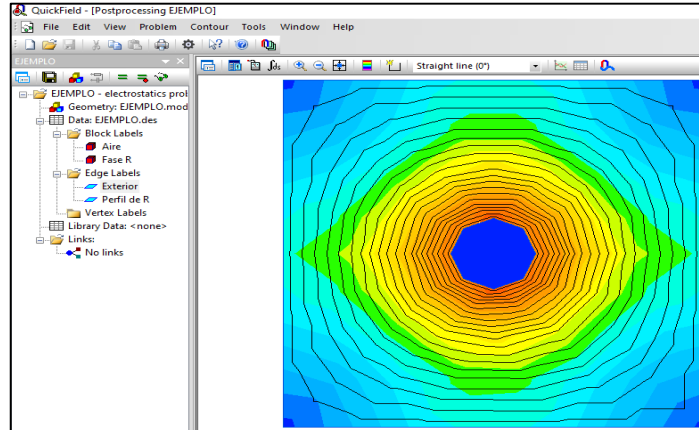 QuickField - [Postprocessing EJEMPLO]
File Edit View Problem Contour Tools Window Help
EJEMPLO
Straight line (0°)
EJEMPLO - electrostatics prol
Geometry: EJEMPLO.mod
Data: EJEMPLO.des
Block Labels
Aire
Fase R
Edge Labels
Exterior
Perfil de R
Vertex Labels
Library Data: <none>
Links:
No links